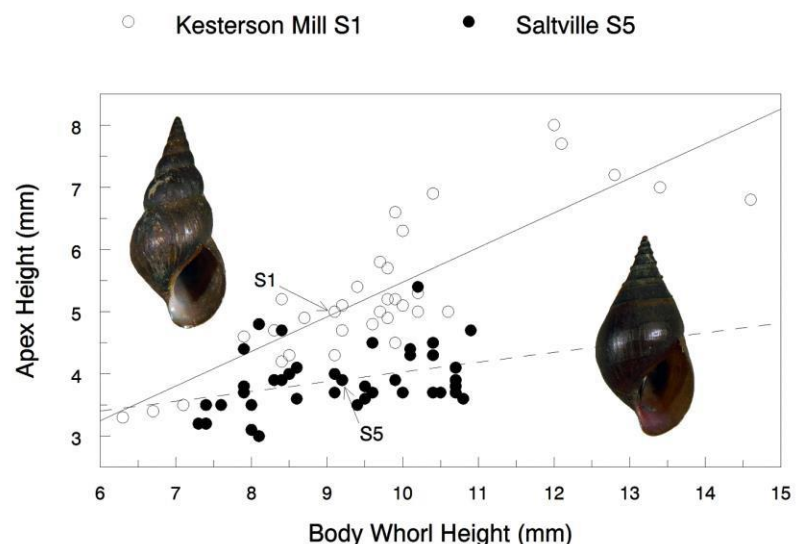 Kesterson Mill S1
Saltville S5
8
7
6
5
4
3
Apex Height (mm)
S1
S5
6 7 8 9 10 11 12 13 14 15
Body Whorl Height (mm)